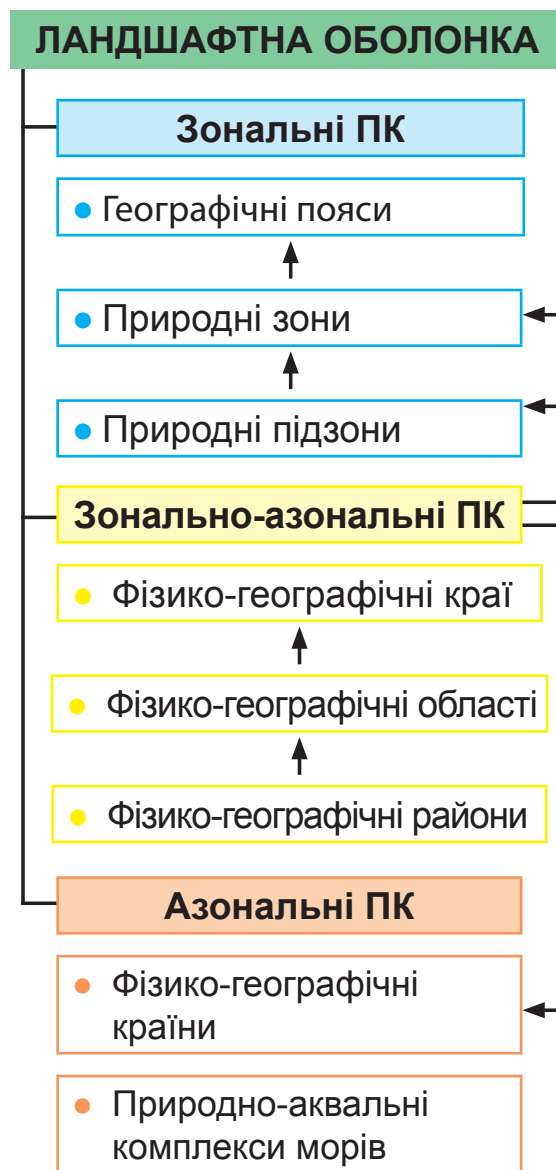 ЛАНДШАФТНА ОБОЛОНКА
Зональні ПК
● Географічні пояси
● Природні зони
● Природні підзони
Зонально-азональні ПК
● Фізико-географічні краї
● Фізико-географічні області
● Фізико-географічні райони
Азональні ПК
● Фізико-географічні
країни
● Природно-аквальні
комплекси морів